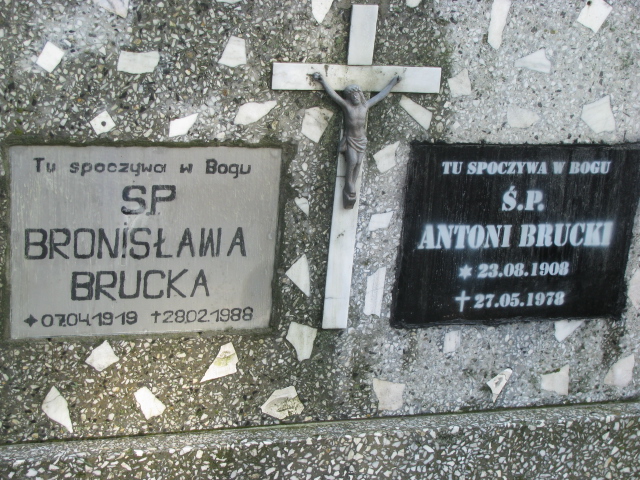 Tu spoczywa w Bogu
SP.
BRONISŁAWA
BRUCKA
+ 07.04.1919 † 28.02.1988
TU SPOCZYWA W BOGU
Ś.P.
ANTONI BRUCKI
* 23.08.1908
† 27.05.1978